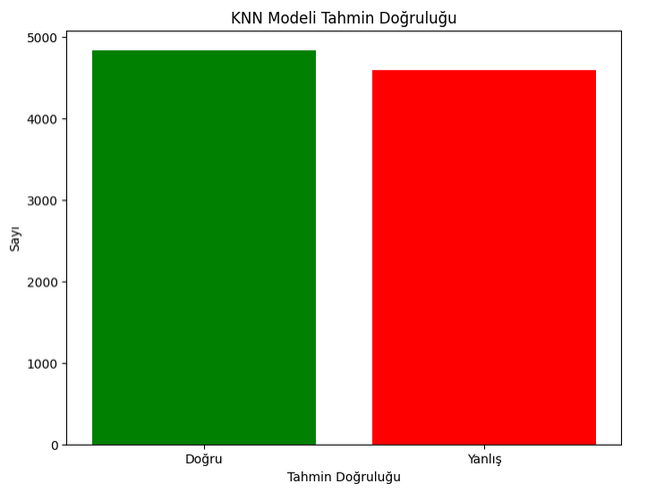 KNN Modeli Tahmin Doğruluğu
5000
4000
3000
2000
1000
0
Sayı
Doğru Yanlış
Tahmin Doğruluğu